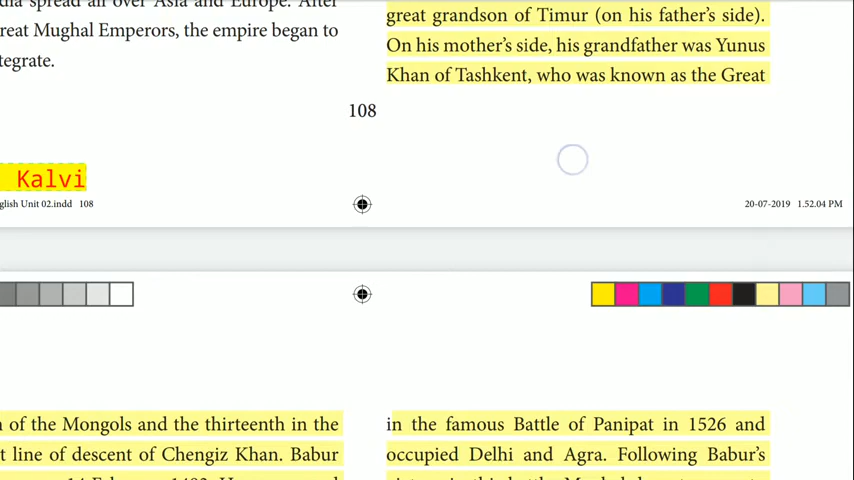 dia spread all over Asia and Europe. After
reat Mughal Emperors, the empire began to
tegrate.
great grandson of Timur (on his father's side).
On his mother's side, his grandfather was Yunus
Khan of Tashkent, who was known as the Great
108
Kalvi
glish Unit 02.indd 108
20-07-2019 1.52.04 PM
n of the Mongols and the thirteenth in the
t line of descent of Chengiz Khan. Babur
in the famous Battle of Panipat in 1526 and
occupied Delhi and Agra. Following Babur's